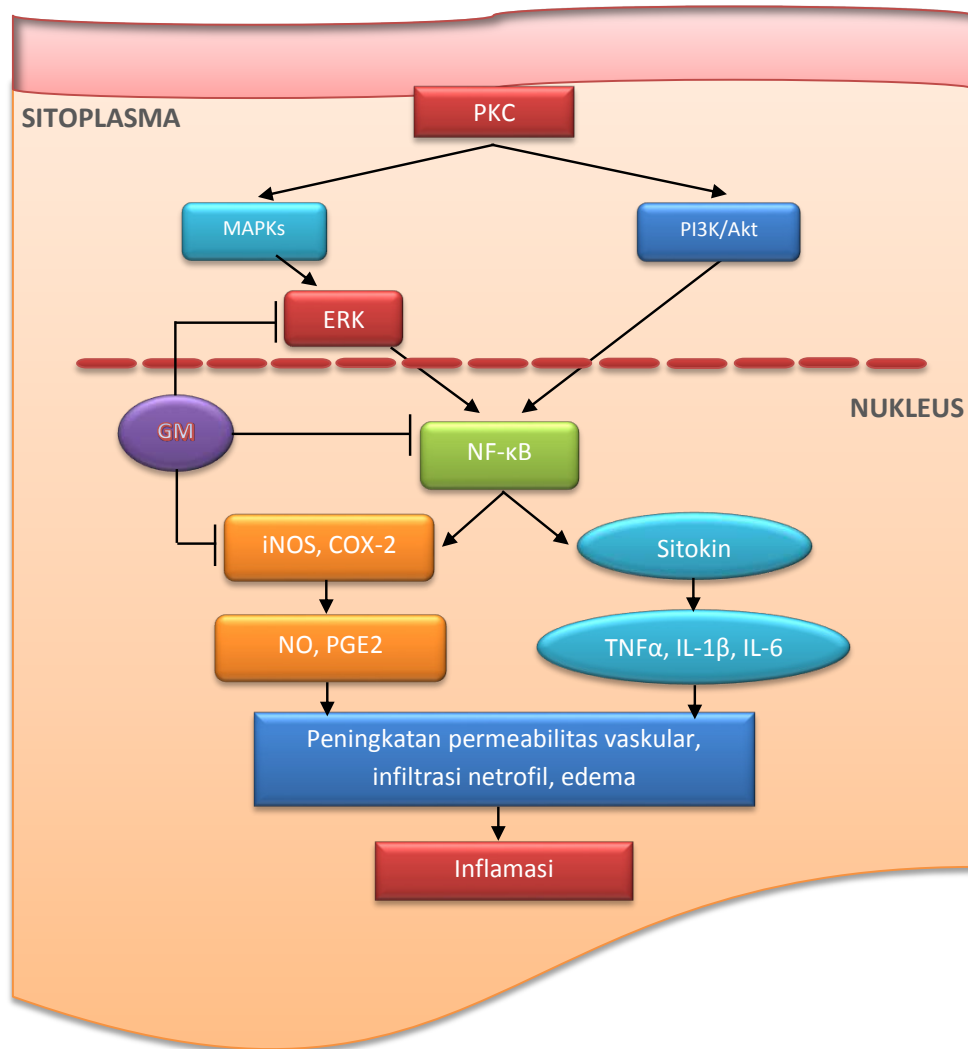 SITOPLASMA
PKC
MAPKs
PI3K/Akt
ERK
NUKLEUS
GM
NF-κB
iNOS, COX-2
Sitokin
NO, PGE2
TNFα, IL-1β, IL-6
Peningkatan permeabilitas vaskular,
infiltrasi netrofil, edema
Inflamasi